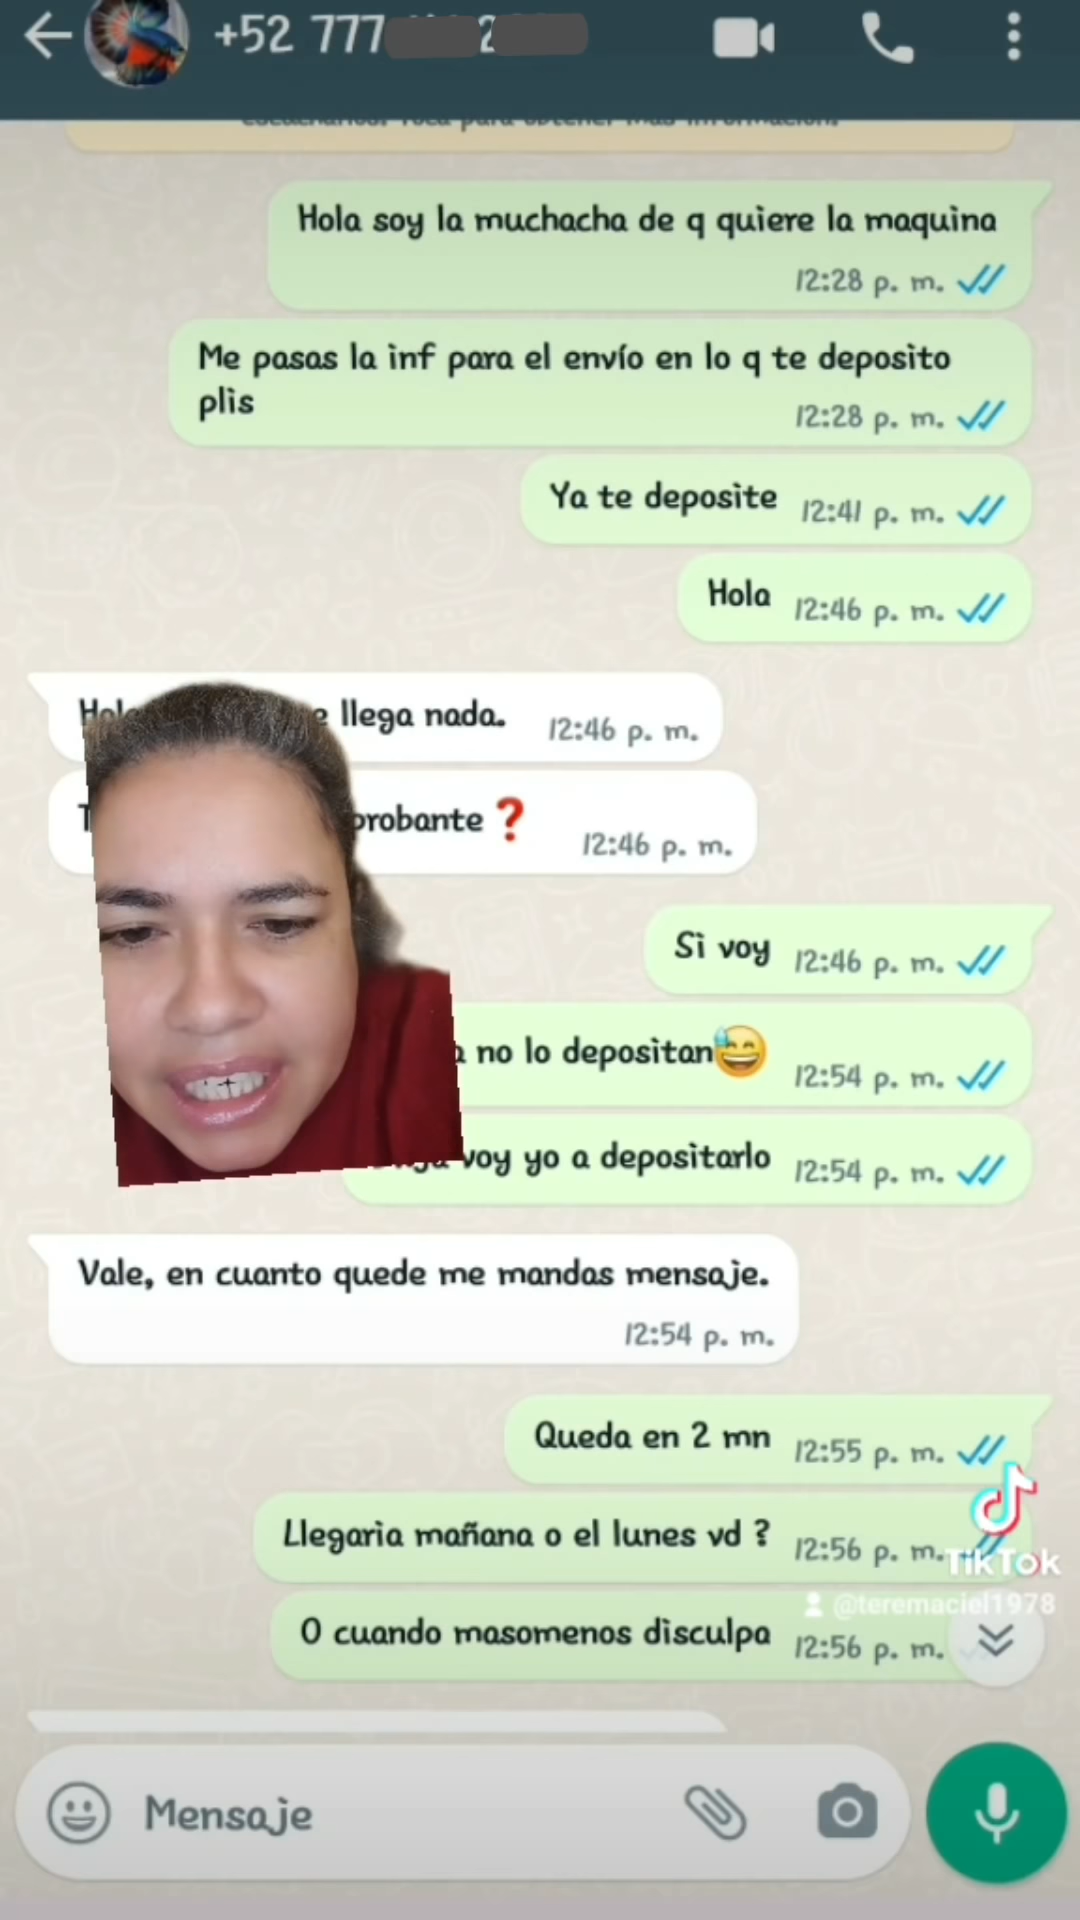 +52 777 2
Hola soy la muchacha de q quiere la maquina
12:28 p. m.
Me pasas la inf para el envío en lo q te deposito
plis
12:28 p. m.
Ya te deposite 12:41 p. m.
Hola 12:46 p. m.
llega nada. 12:46 p. m.
12:46 p. m.
Si voy 12:46 p. m.
no lo depositan😅 12:54 p. m.
voy yo a depositarlo 12:54 p. m.
Vale, en cuanto quede me mandas mensaje.
12:54 p. m.
Queda en 2 mn 12:55 p. m.
Llegaria mañana o el lunes vd ? 12:56 p. m.
TikTok
@teremaciel1978
O cuando masomenos disculpa 12:56 p. m.
Mensaje